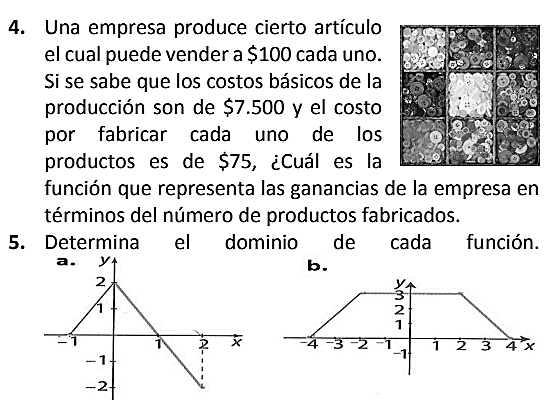 4. Una empresa produce cierto artículo
el cual puede vender a $100 cada uno.
Si se sabe que los costos básicos de la
producción son de $7.500 y el costo
por fabricar cada uno de los
productos es de $75, ¿Cuál es la
función que representa las ganancias de la empresa en
términos del número de productos fabricados.
5. Determina el dominio de cada función.
a. y
2
1
-1 1 2 x
-1
-2
b.
y
3
2
1
-4 -3 -2 -1 1 2 3 4 x
-1